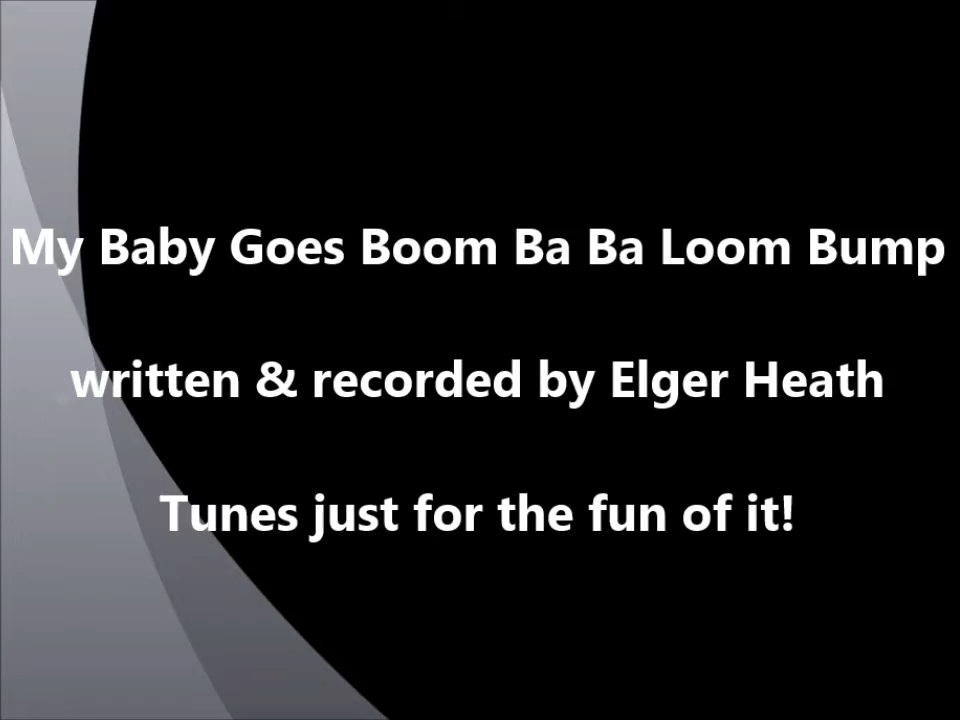 My Baby Goes Boom Ba Ba Loom Bump
written & recorded by Elger Heath
Tunes just for the fun of it!